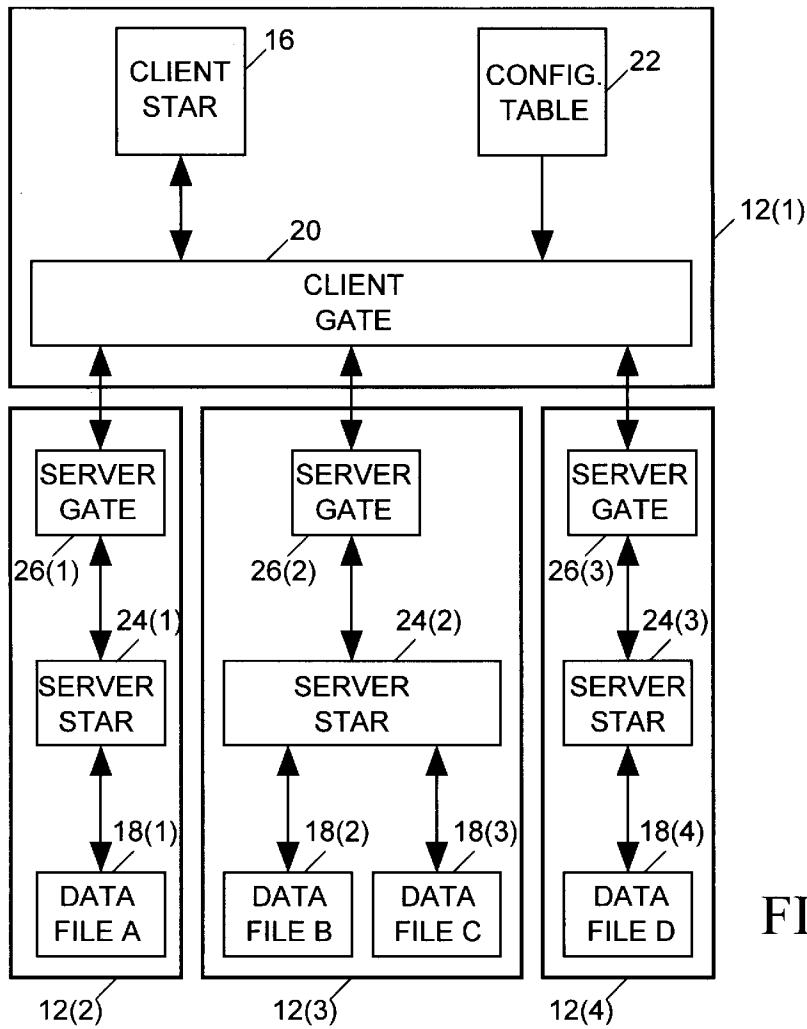 CLIENT
STAR
16
CONFIG.
TABLE
22
12(1)
20
CLIENT
GATE
SERVER
GATE
26(1)
SERVER
GATE
26(2)
SERVER
GATE
26(3)
24(1)
SERVER
STAR
24(2)
SERVER
STAR
24(3)
SERVER
STAR
18(1)
DATA
FILE A
18(2)
DATA
FILE B
18(3)
DATA
FILE C
18(4)
DATA
FILE D
FI
12(2)
12(3)
12(4)